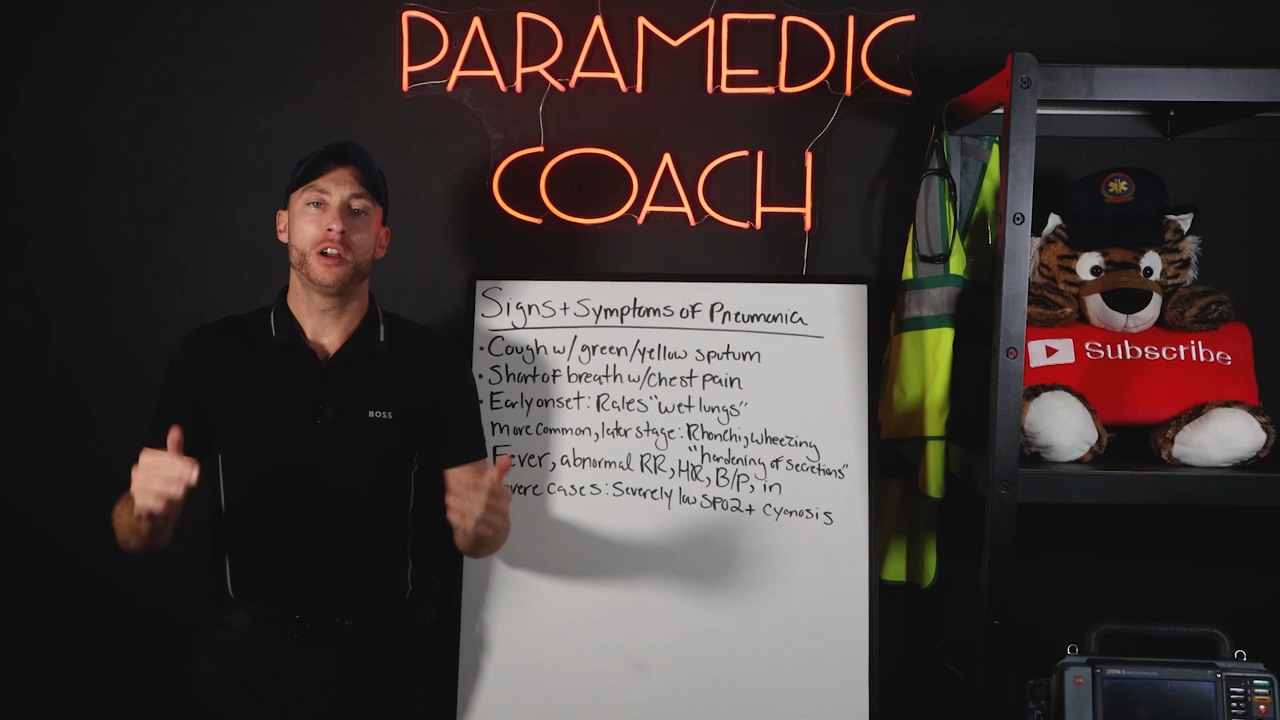 PARAMEDIC
COACH
Signs + Symptoms of Pneumonia
• Cough w/ green/yellow sputum
• Short of breath w/ chest pain
• Early onset: Rales "wet lungs"
more common, later stage: Rhonchi, wheezing
"hardening of secretions"
Fever, abnormal RR, HR, B/P, in
vere cases: Severely low SPO2 + cyanosis
BOSS
Subscribe